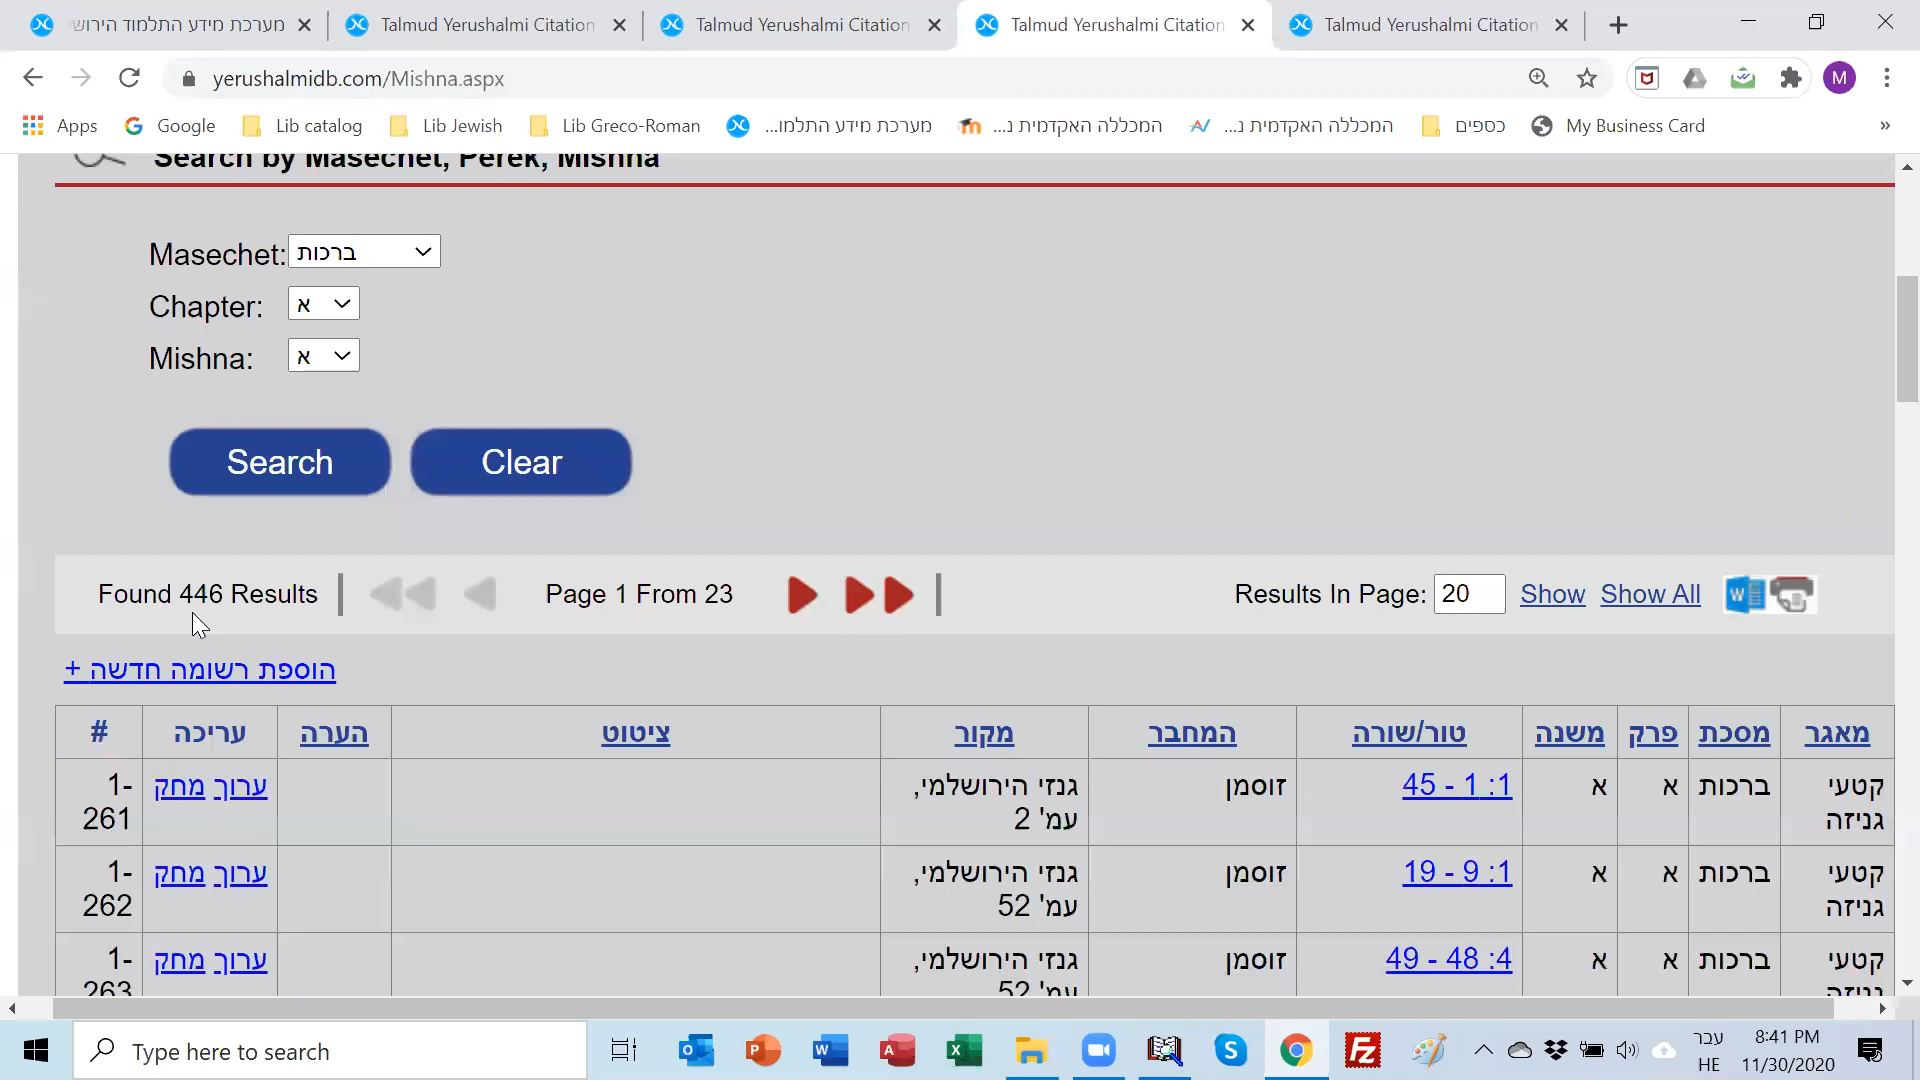 מערכת מידע התלמוד הירוש
Talmud Yerushalmi Citation
Talmud Yerushalmi Citation
Talmud Yerushalmi Citation
Talmud Yerushalmi Citation
yerushalmidb.com/Mishna.aspx
M
Apps
Google
Lib catalog
Lib Jewish
Lib Greco-Roman
מערכת מידע התלמו...
המכללה האקדמית נ...
המכללה האקדמית נ...
כספים
My Business Card
»
Search by Masechet, Perek, Mishna
Masechet: ברכות
Chapter: א
Mishna: א
Search Clear
Found 446 Results
Page 1 From 23
Results In Page: 20 Show Show All
הוספת רשומה חדשה +
מאגר מסכת פרק משנה טור/שורה המחבר מקור ציטוט הערה עריכה #
קטעי גניזה ברכות א א 1: 1 - 45 זוסמן גנזי הירושלמי, ערוך מחק 1-
עמ' 2 261
קטעי גניזה ברכות א א 1: 9 - 19 זוסמן גנזי הירושלמי, ערוך מחק 1-
עמ' 52 262
קטעי גניזה ברכות א א 4: 48 - 49 זוסמן גנזי הירושלמי, ערוך מחק 1-
עמ' 52 263
Type here to search
עבר
HE
8:41 PM
11/30/2020